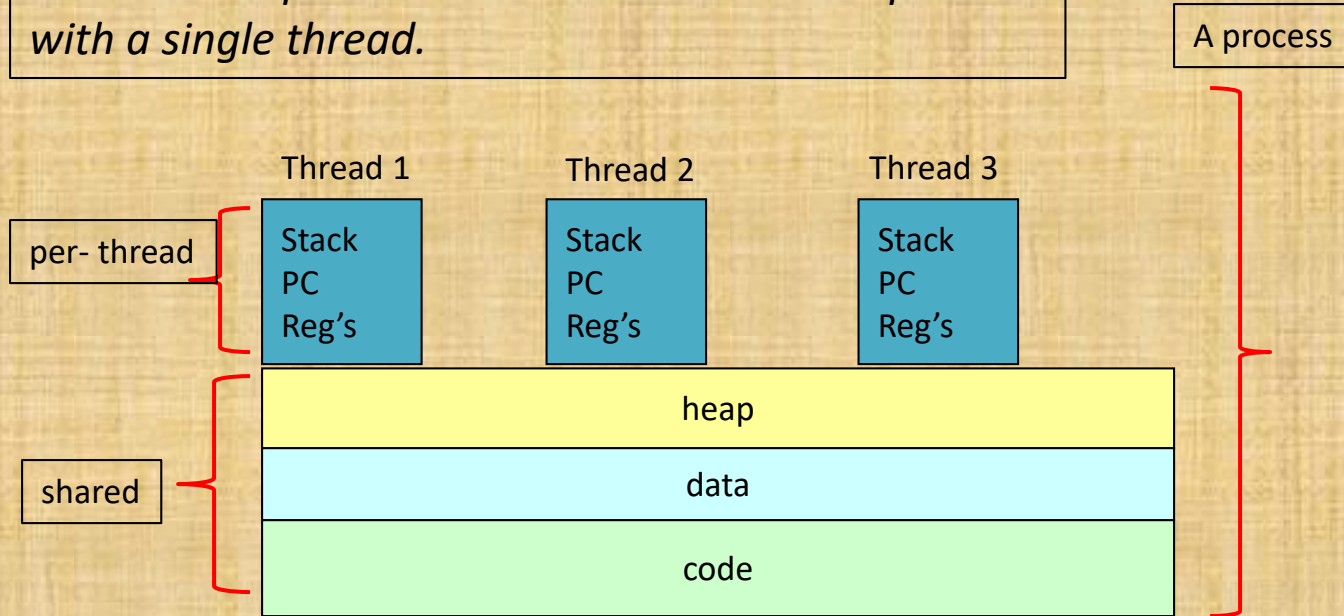 with a single thread.
A process
Thread 1
Thread 2
Thread 3
per- thread
Stack
PC
Reg's
Stack
PC
Reg's
Stack
PC
Reg's
heap
shared
data
code